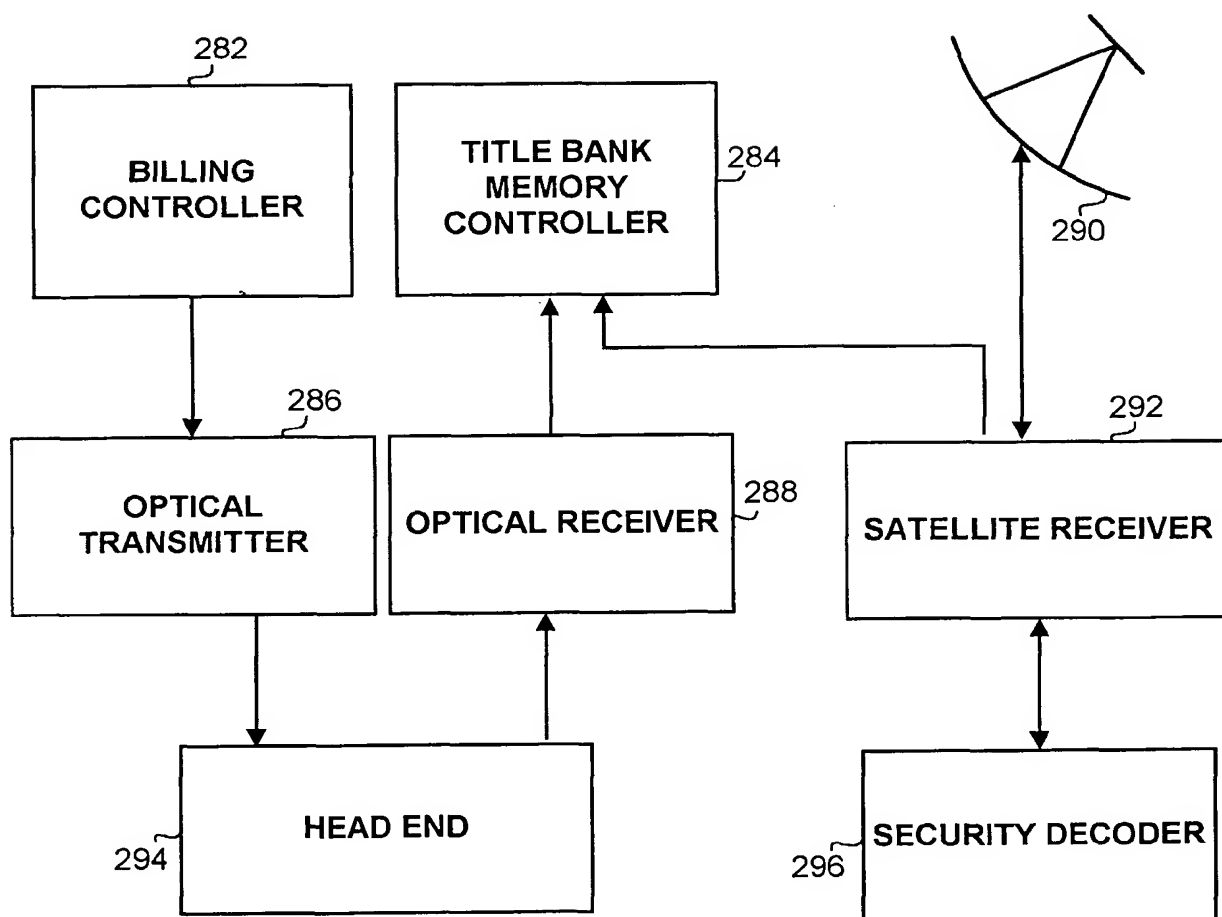 282
BILLING
CONTROLLER
TITLE BANK
MEMORY
CONTROLLER
284
290
286
OPTICAL
TRANSMITTER
OPTICAL RECEIVER
288
292
SATELLITE RECEIVER
HEAD END
294
SECURITY DECODER
296